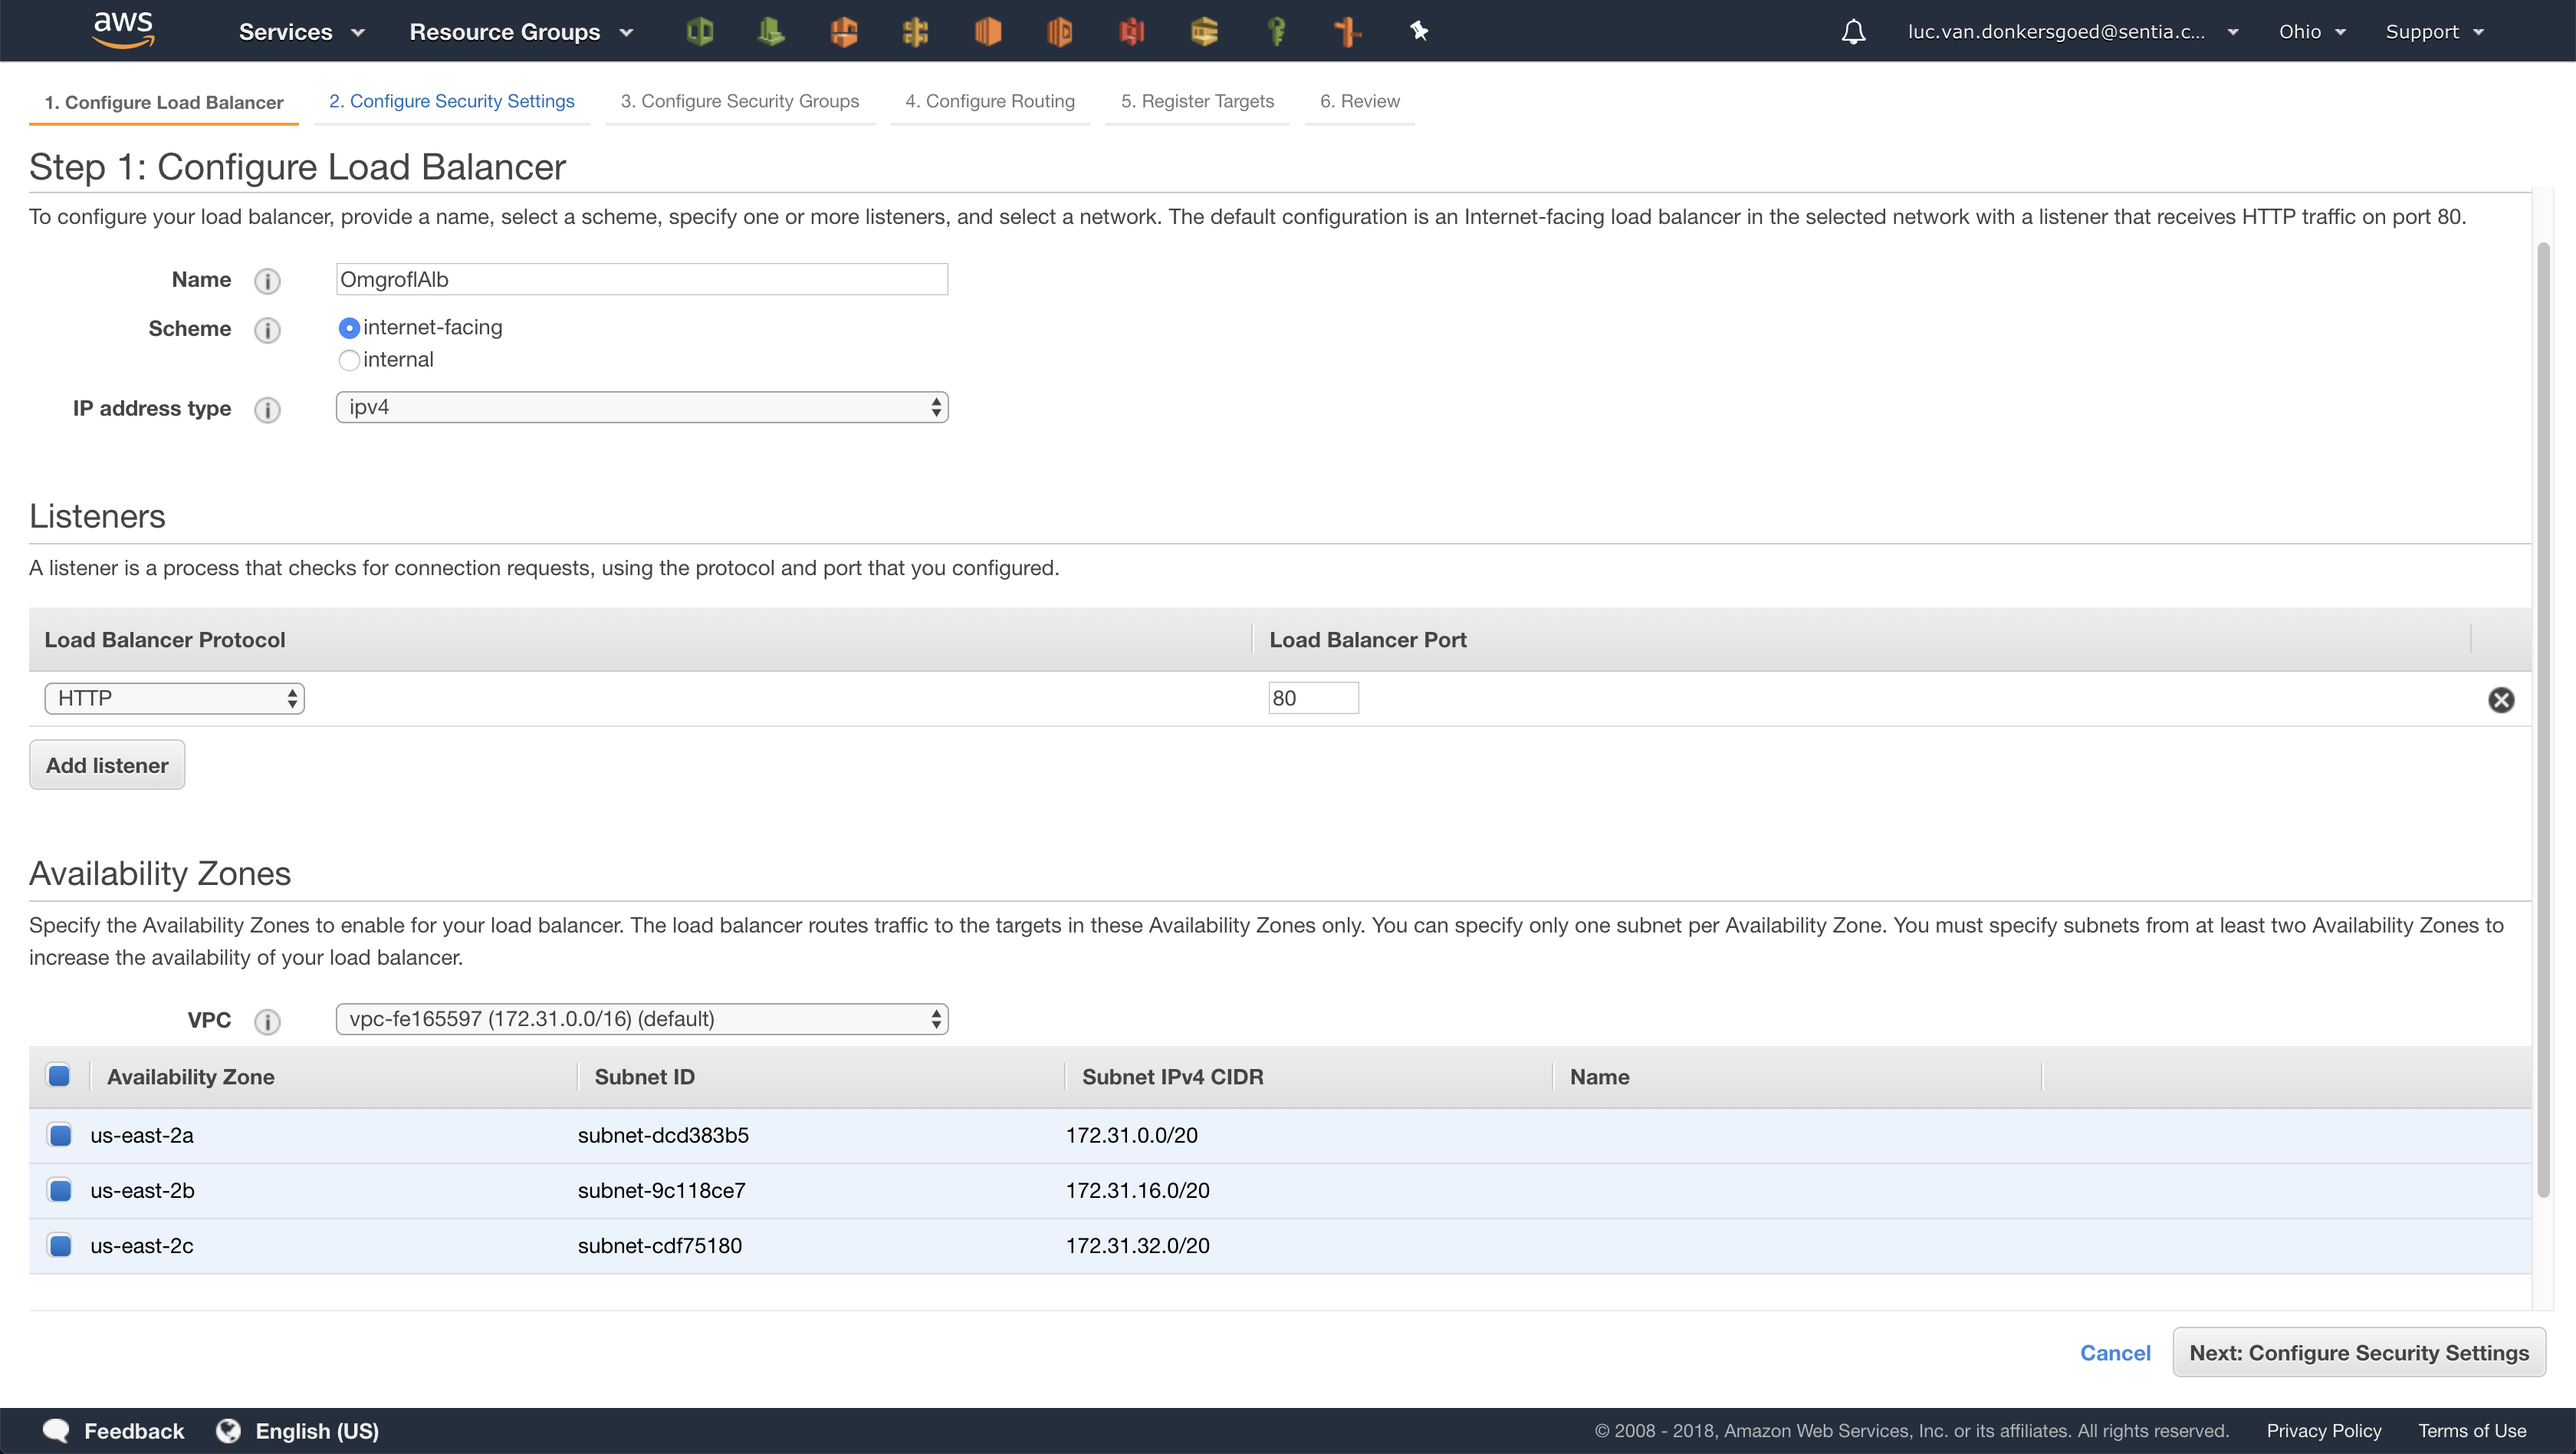 aws Services Resource Groups luc.van.donkersgoed@sentia.c... Ohio Support
1. Configure Load Balancer 2. Configure Security Settings 3. Configure Security Groups 4. Configure Routing 5. Register Targets 6. Review
Step 1: Configure Load Balancer
To configure your load balancer, provide a name, select a scheme, specify one or more listeners, and select a network. The default configuration is an Internet-facing load balancer in the selected network with a listener that receives HTTP traffic on port 80.
Name OmgroflAlb
Scheme internet-facing
internal
IP address type ipv4
Listeners
A listener is a process that checks for connection requests, using the protocol and port that you configured.
Load Balancer Protocol Load Balancer Port
HTTP 80
Add listener
Availability Zones
Specify the Availability Zones to enable for your load balancer. The load balancer routes traffic to the targets in these Availability Zones only. You can specify only one subnet per Availability Zone. You must specify subnets from at least two Availability Zones to
increase the availability of your load balancer.
VPC vpc-fe165597 (172.31.0.0/16) (default)
Availability Zone Subnet ID Subnet IPv4 CIDR Name
us-east-2a subnet-dcd383b5 172.31.0.0/20
us-east-2b subnet-9c118ce7 172.31.16.0/20
us-east-2c subnet-cdf75180 172.31.32.0/20
Cancel Next: Configure Security Settings
Feedback English (US) © 2008 - 2018, Amazon Web Services, Inc. or its affiliates. All rights reserved. Privacy Policy Terms of Use